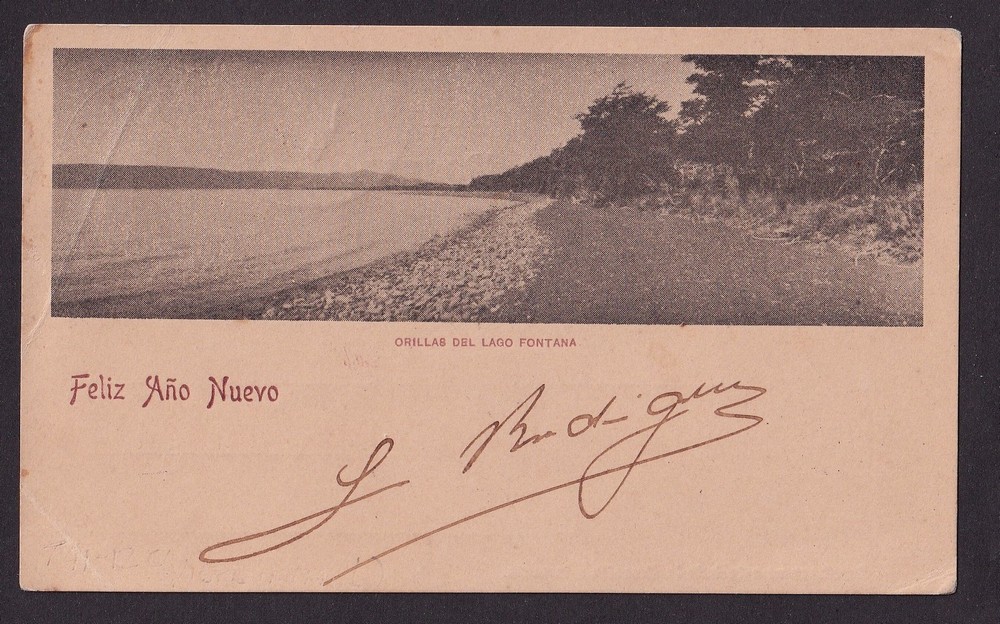 ORILLAS DEL LAGO FONTANA
Feliz Año Nuevo
S Rodriguez